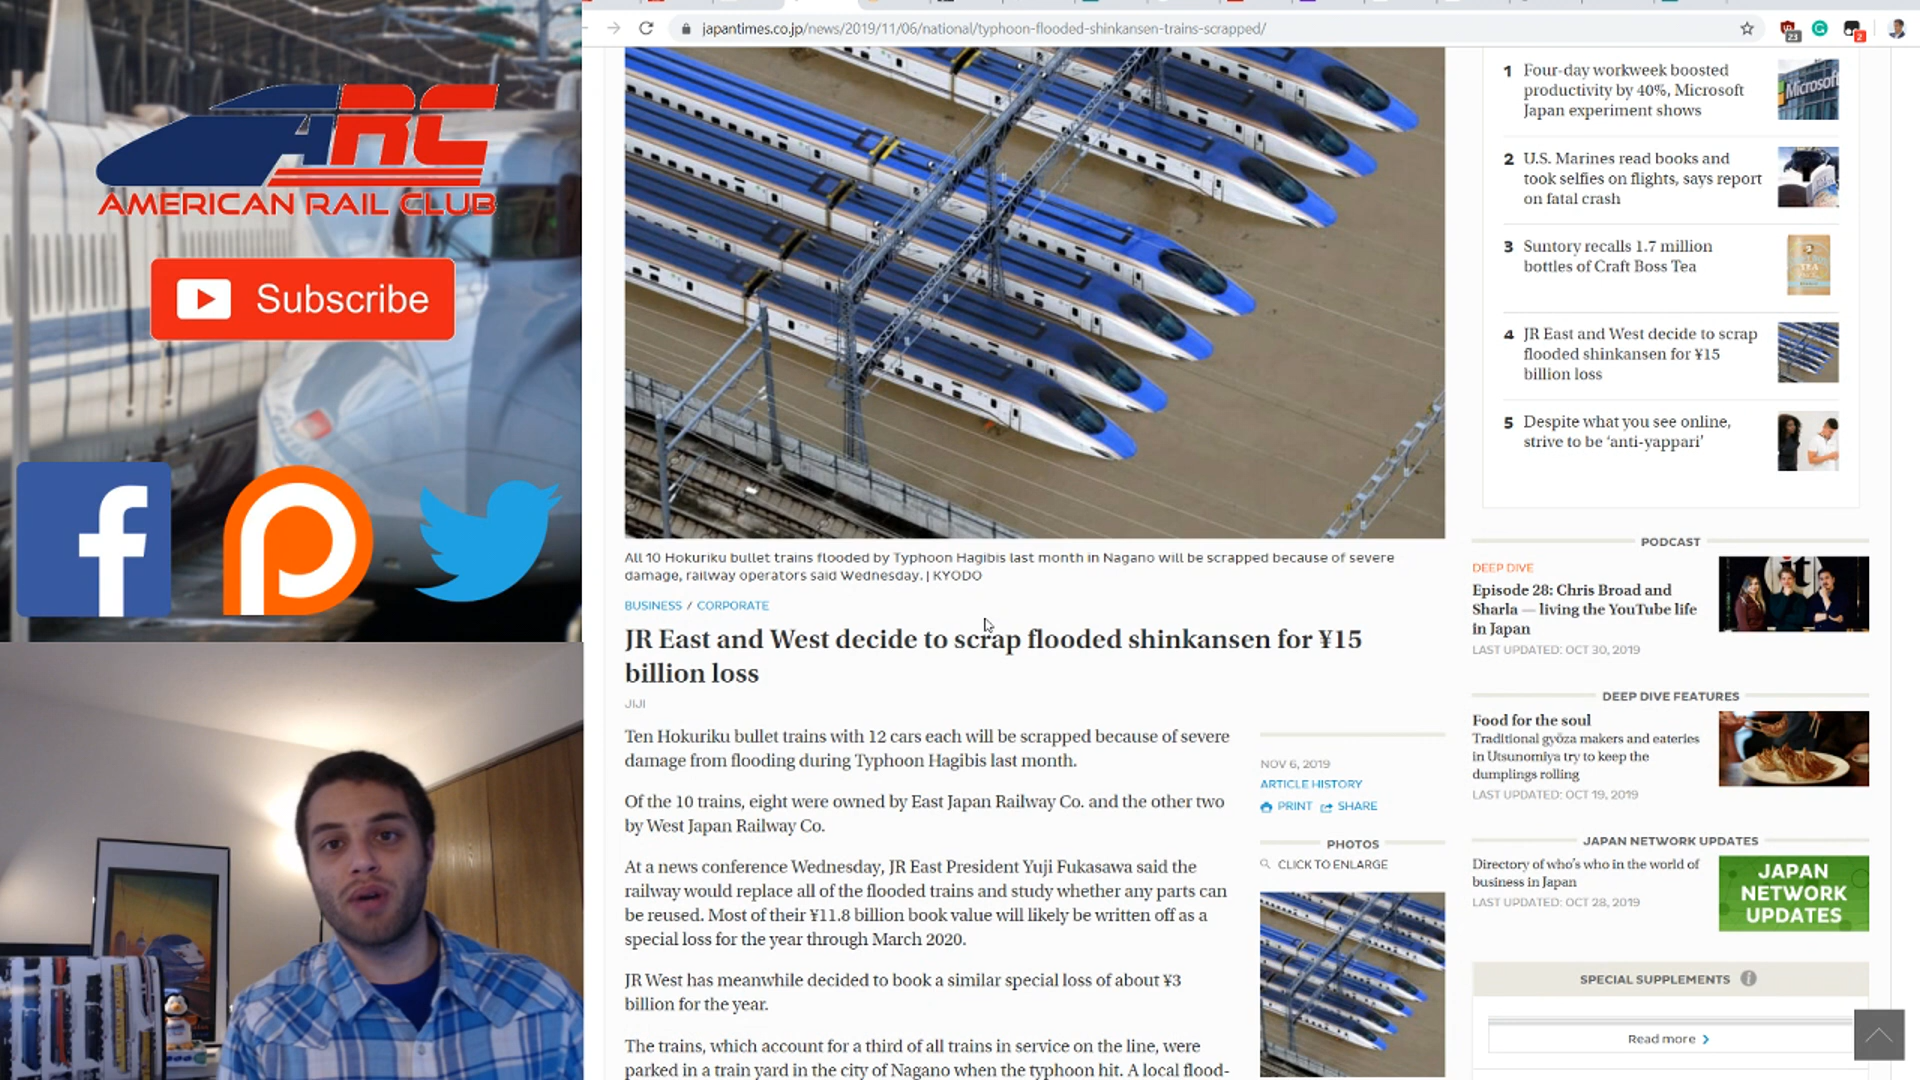 ARC
AMERICAN RAIL CLUB
Subscribe
japantimes.co.jp/news/2019/11/06/national/typhoon-flooded-shinkansen-trains-scrapped/
23
2
All 10 Hokuriku bullet trains flooded by Typhoon Hagibis last month in Nagano will be scrapped because of severe
damage, railway operators said Wednesday. | KYODO
BUSINESS / CORPORATE
JR East and West decide to scrap flooded shinkansen for ¥15
billion loss
JIJI
Ten Hokuriku bullet trains with 12 cars each will be scrapped because of severe
damage from flooding during Typhoon Hagibis last month.
Of the 10 trains, eight were owned by East Japan Railway Co. and the other two
by West Japan Railway Co.
At a news conference Wednesday, JR East President Yuji Fukasawa said the
railway would replace all of the flooded trains and study whether any parts can
be reused. Most of their ¥11.8 billion book value will likely be written off as a
special loss for the year through March 2020.
JR West has meanwhile decided to book a similar special loss of about ¥3
billion for the year.
The trains, which account for a third of all trains in service on the line, were
parked in a train yard in the city of Nagano when the typhoon hit. A local flood-
NOV 6, 2019
ARTICLE HISTORY
PRINT SHARE
PHOTOS
CLICK TO ENLARGE
1 Four-day workweek boosted
productivity by 40%, Microsoft
Japan experiment shows
Microsoft
2 U.S. Marines read books and
took selfies on flights, says report
on fatal crash
3 Suntory recalls 1.7 million
bottles of Craft Boss Tea
TEA
4 JR East and West decide to scrap
flooded shinkansen for ¥15
billion loss
5 Despite what you see online,
strive to be ‘anti-yappari’
PODCAST
DEEP DIVE
Episode 28: Chris Broad and
Sharla — living the YouTube life
in Japan
LAST UPDATED: OCT 30, 2019
DEEP DIVE FEATURES
Food for the soul
Traditional gyōza makers and eateries
in Utsunomiya try to keep the
dumplings rolling
LAST UPDATED: OCT 19, 2019
JAPAN NETWORK UPDATES
Directory of who’s who in the world of
business in Japan
LAST UPDATED: OCT 28, 2019
JAPAN
NETWORK
UPDATES
SPECIAL SUPPLEMENTS
Read more